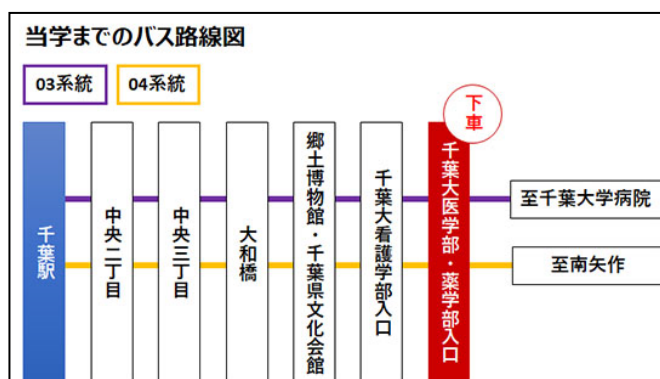 当学までのバス路線図
03系統
04系統
下車
千葉駅
中央二丁目
中央三丁目
大和橋
郷土博物館・千葉県文化会館
千葉大看護学部入口
千葉大医学部・薬学部入口
至千葉大学病院
至南矢作